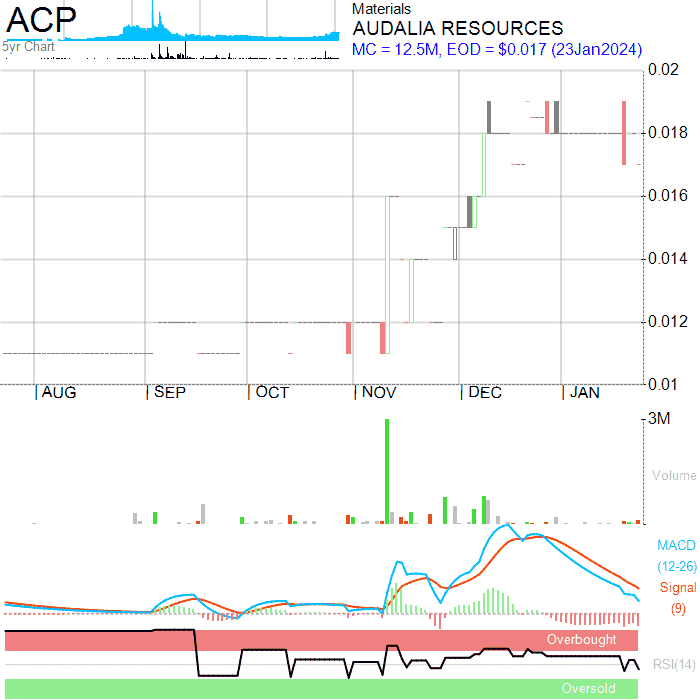 ACP
5yr Chart
Materials
AUDALIA RESOURCES
MC = 12.5M, EOD = $0.017 (23Jan2024)
0.02
0.018
0.016
0.014
0.012
0.01
AUG SEP OCT NOV DEC JAN
3M
Volume
MACD
(12-26)
Signal
(9)
Overbought
RSI(14)
Oversold